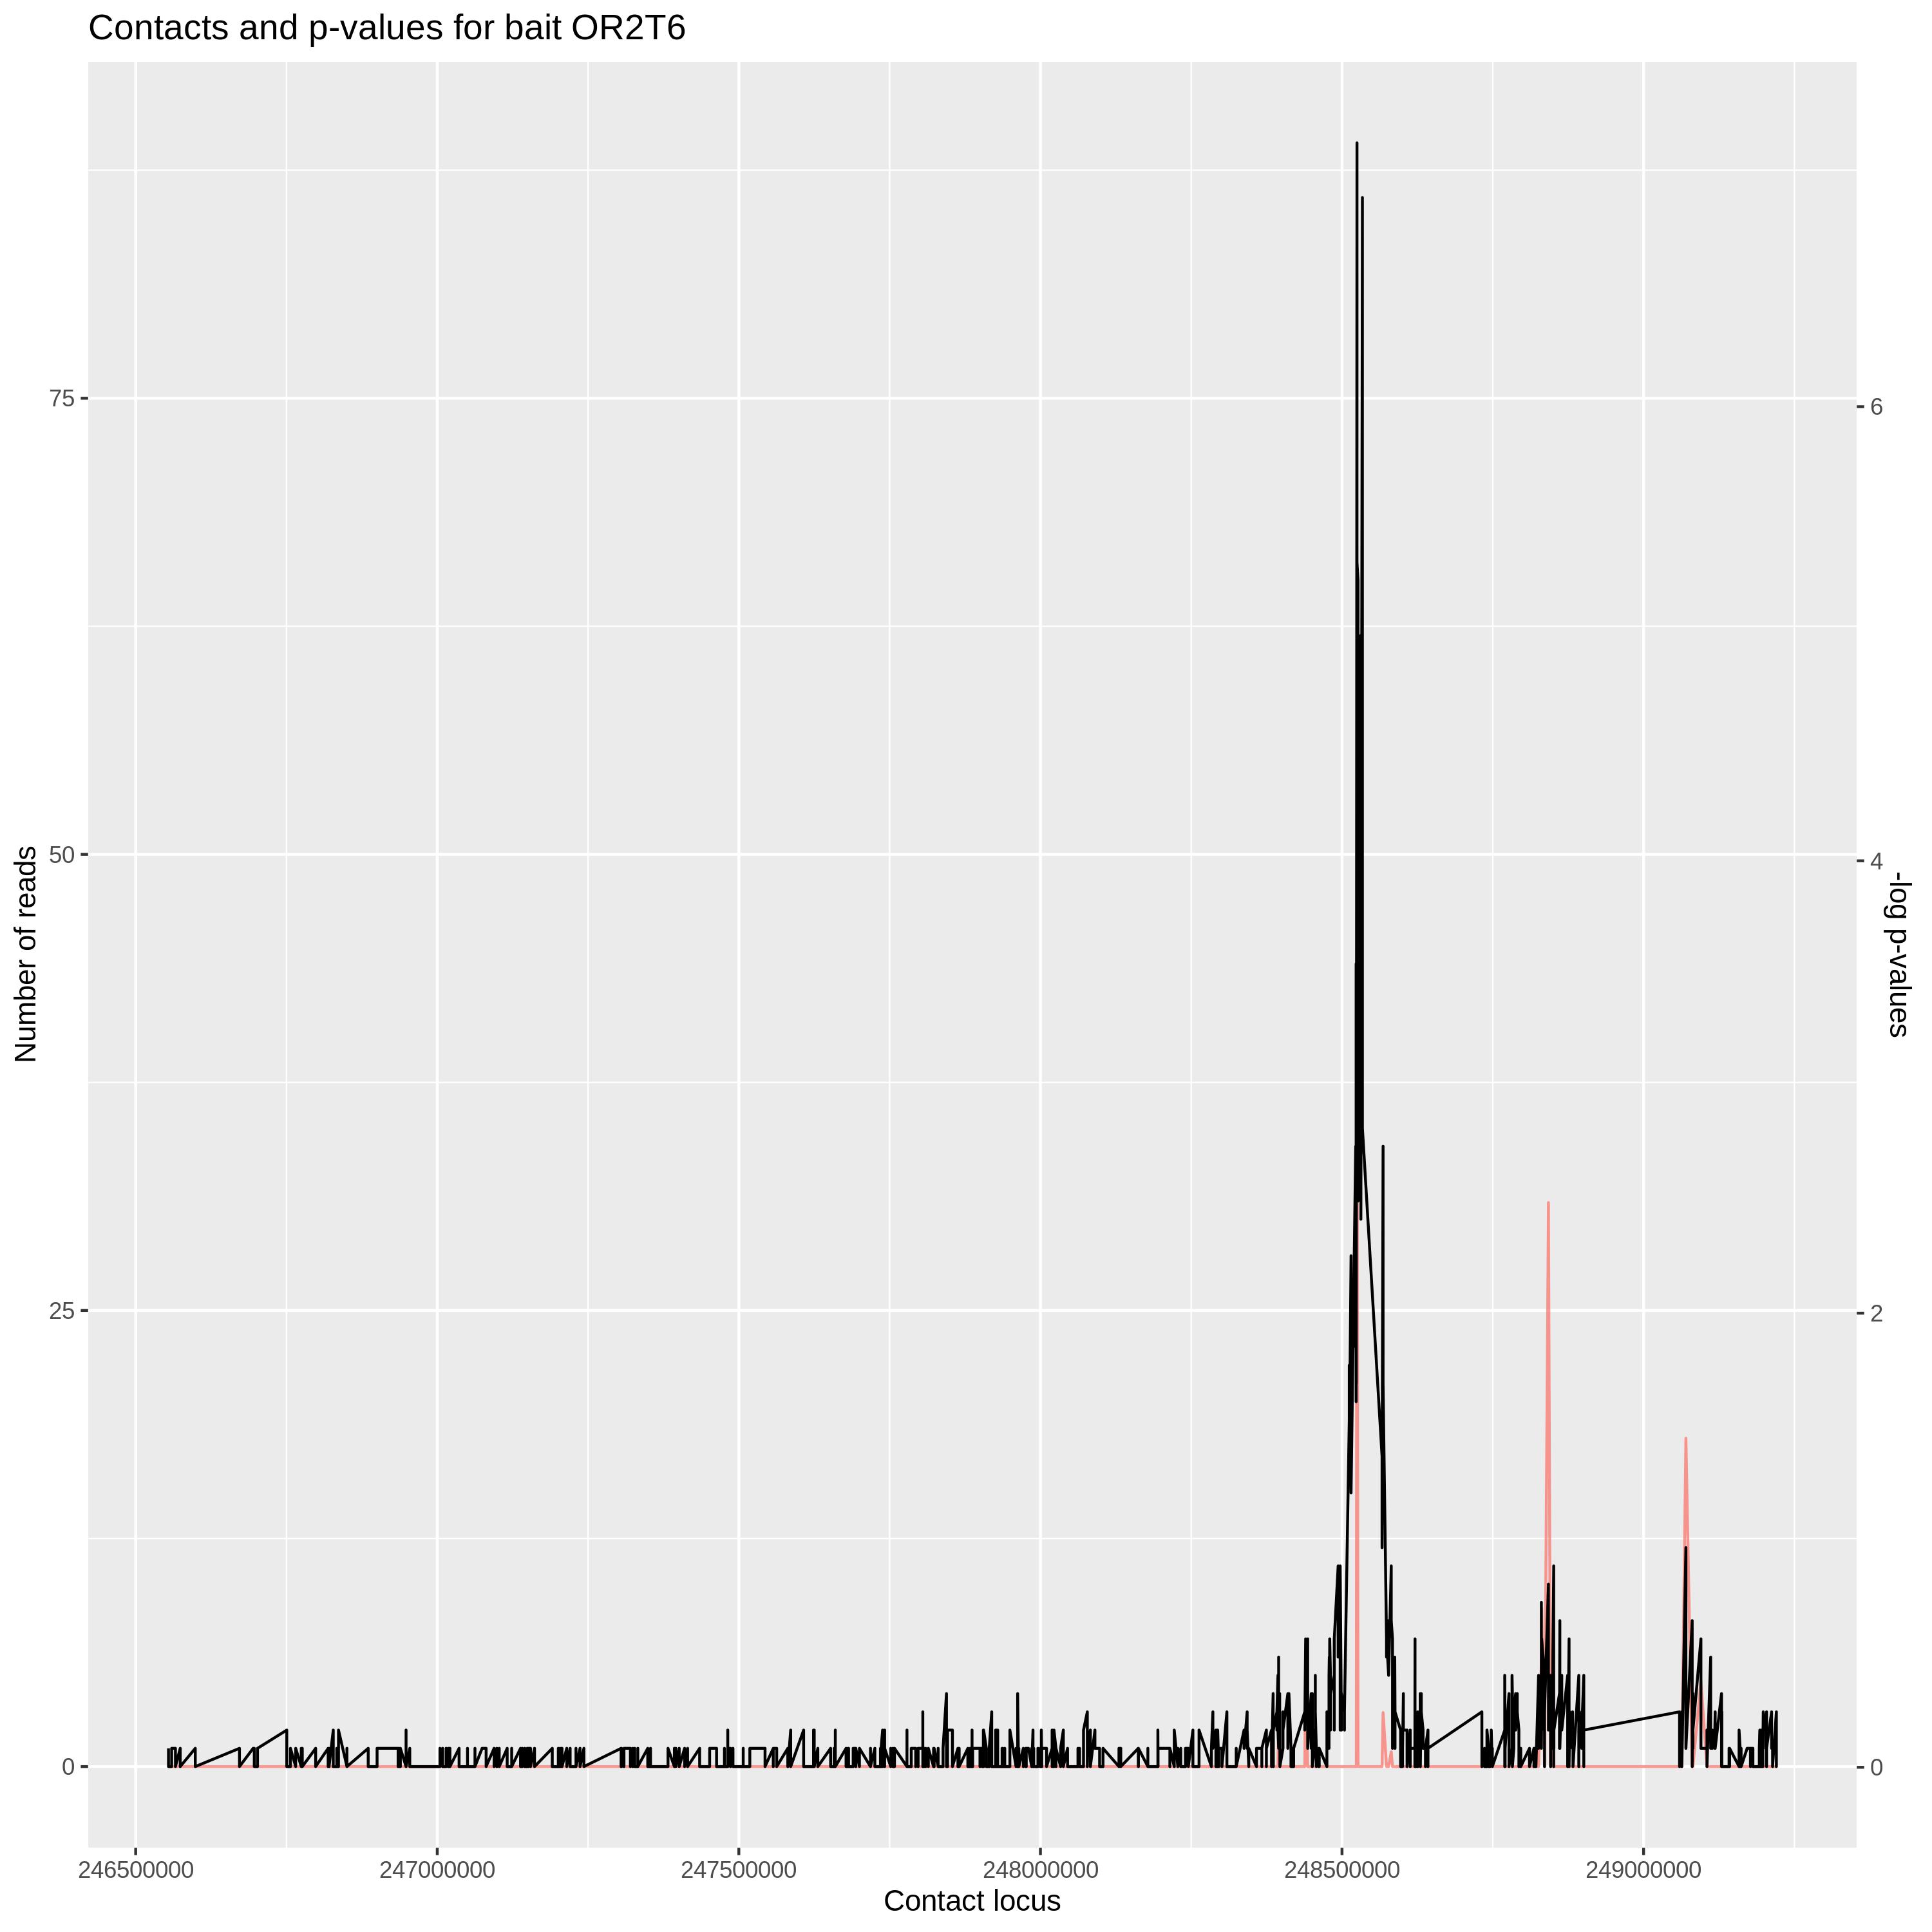 Contacts and p-values for bait OR2T6
75
50
25
0
6
4
2
0
Number of reads
-log p-values
246500000 247000000 247500000 248000000 248500000 249000000
Contact locus